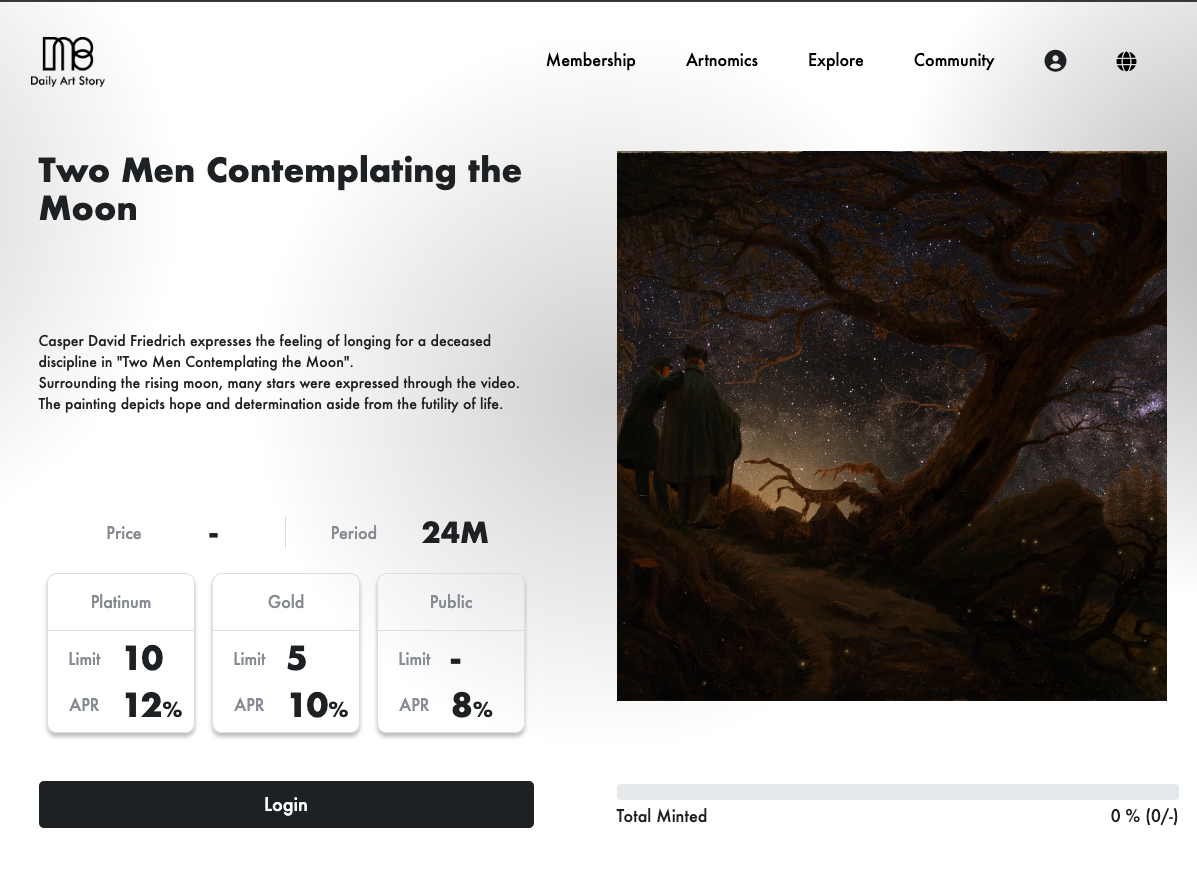 Daily Art Story
Membership
Artnomics
Explore
Community
Two Men Contemplating the
Moon
Casper David Friedrich expresses the feeling of longing for a deceased
discipline in "Two Men Contemplating the Moon".
Surrounding the rising moon, many stars were expressed through the video.
The painting depicts hope and determination aside from the futility of life.
Price -
Period 24M
Platinum
Limit 10
APR 12%
Gold
Limit 5
APR 10%
Public
Limit -
APR 8%
Login
Total Minted
0 % (0/-)